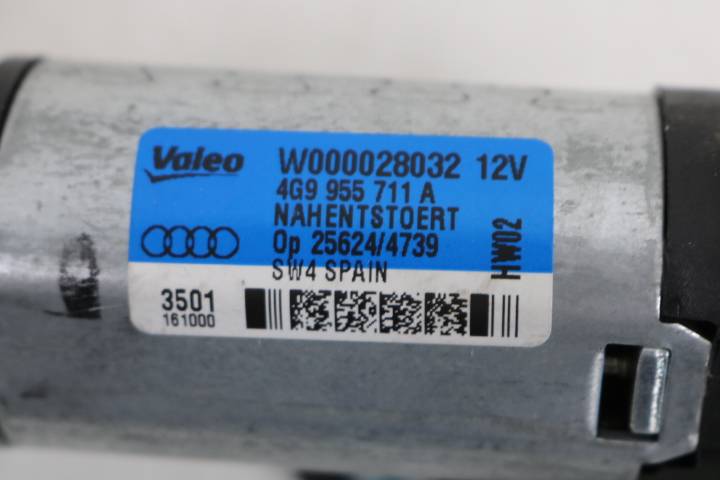 Valeo W000028032 12V
4G9 955 711 A
NAHENTSTOERT
Op 25624/4739
SW4 SPAIN
HW02
3501
161000